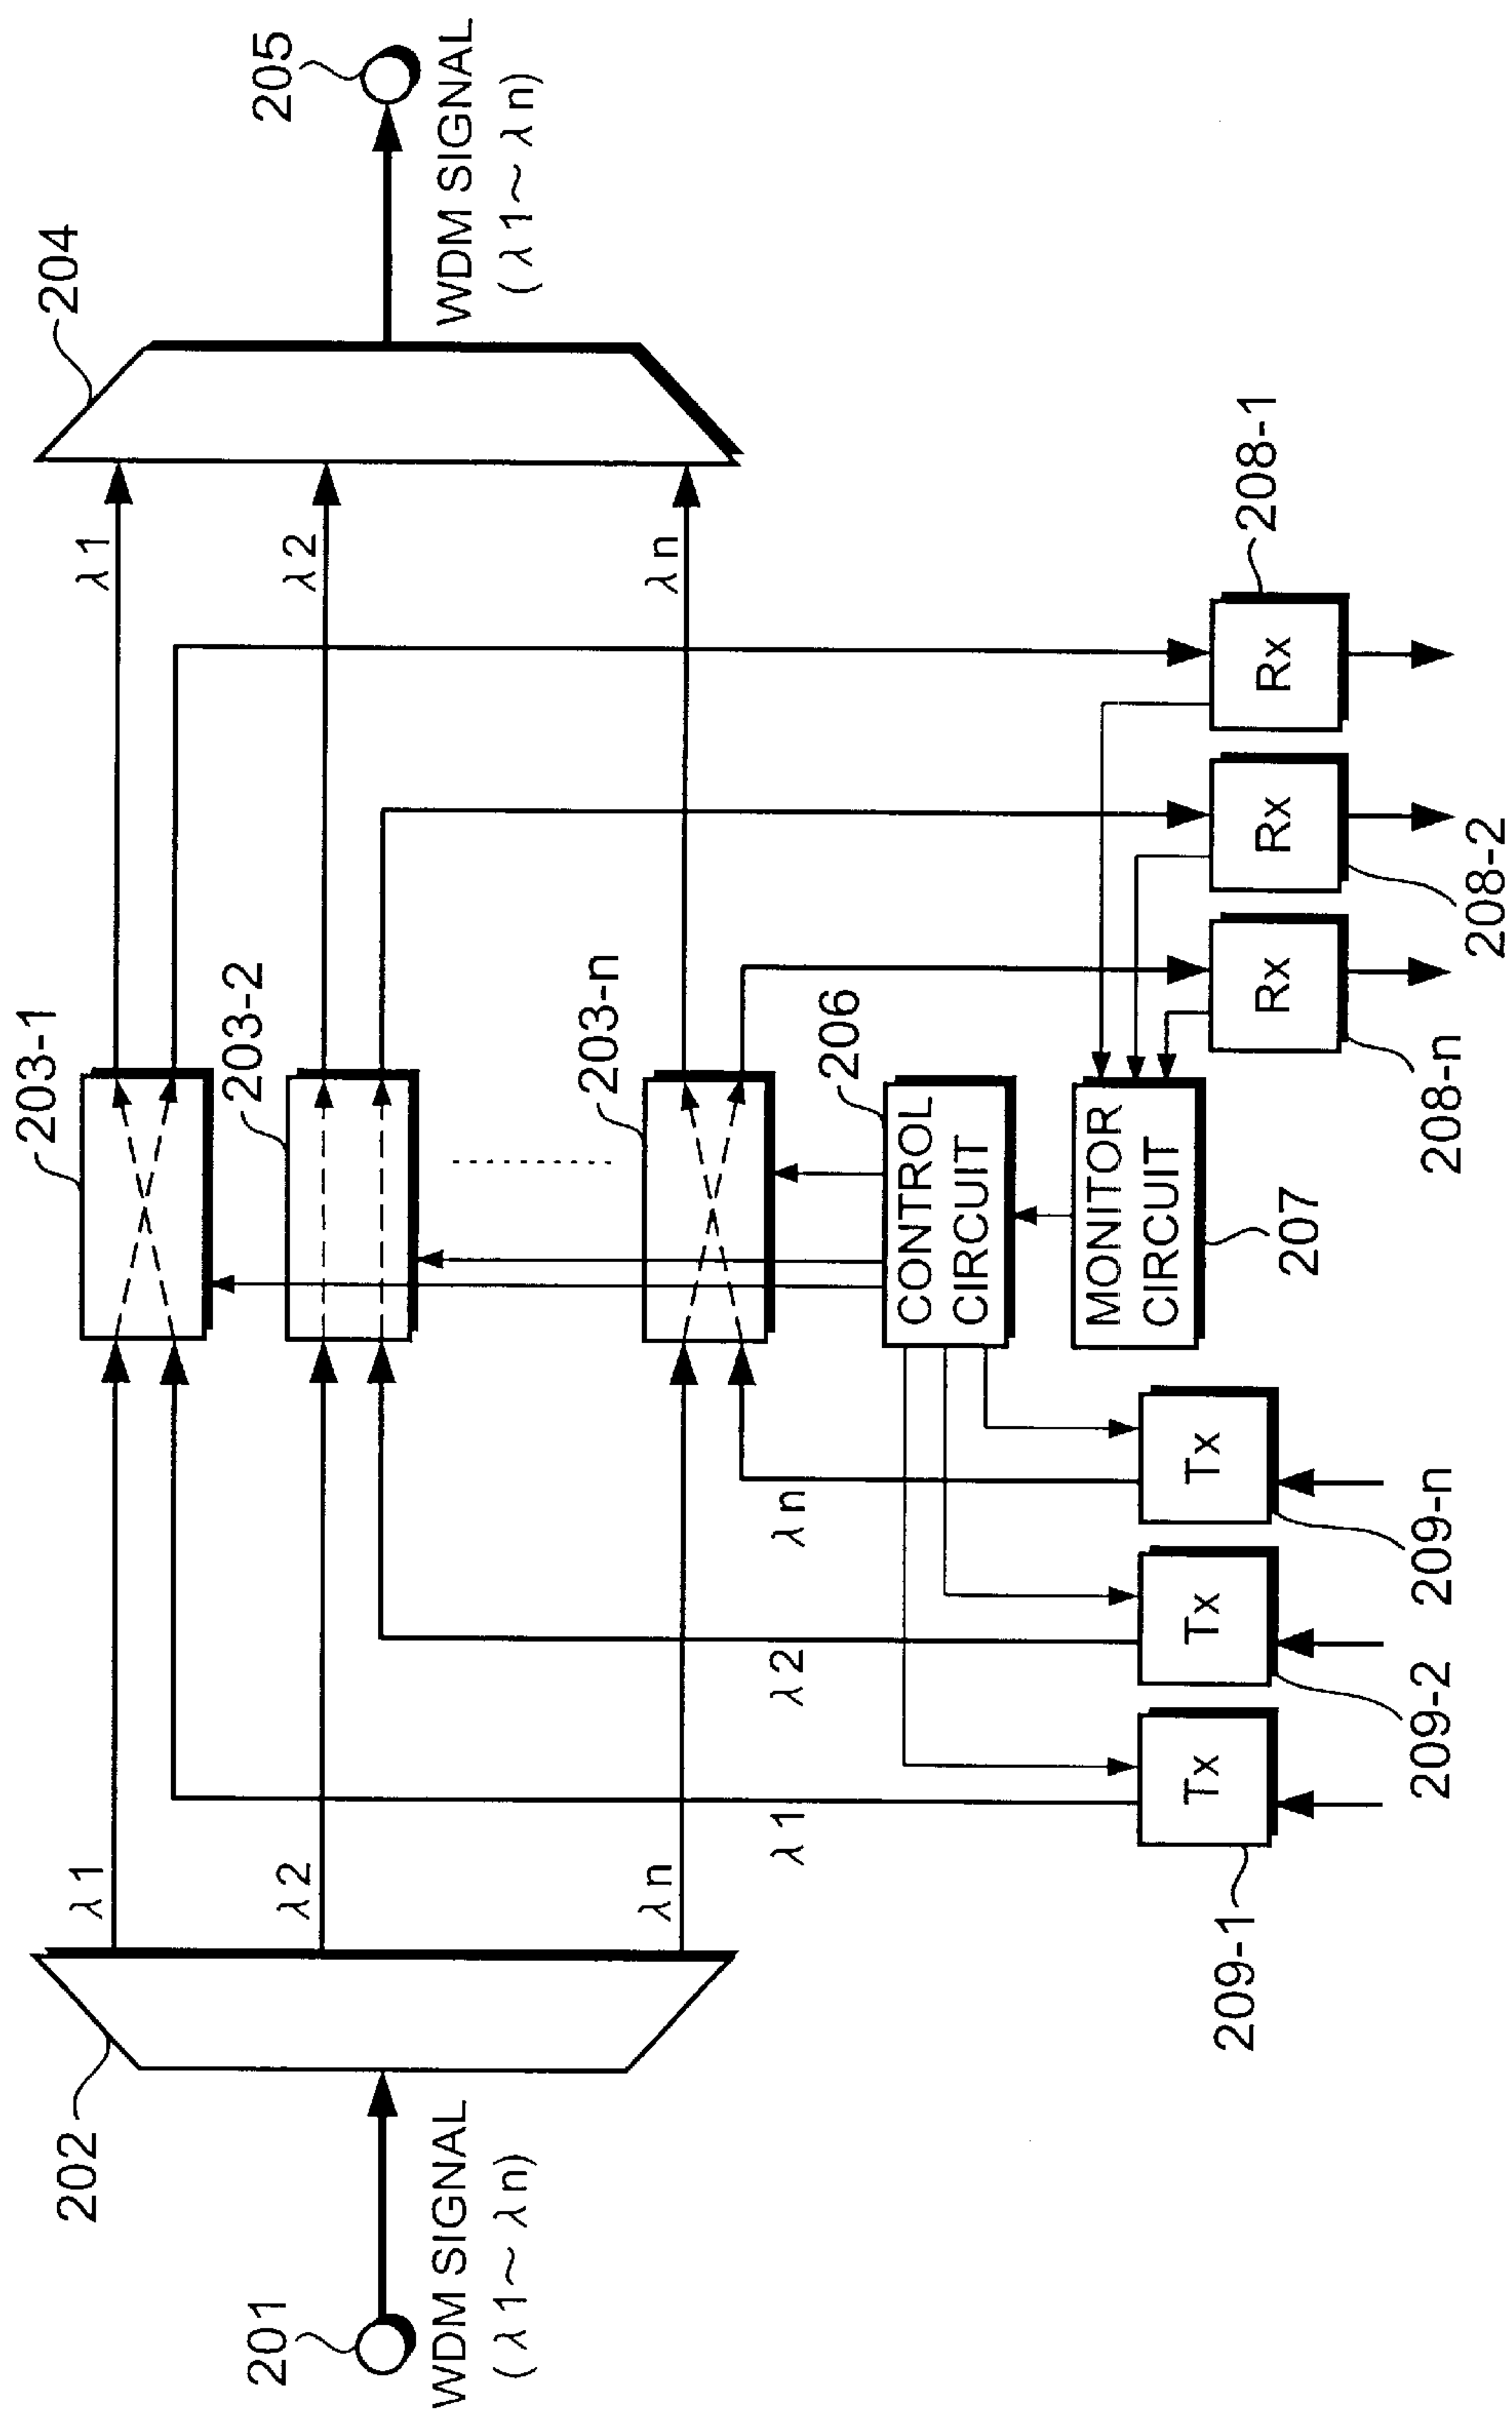 201
WDM SIGNAL
(λ1~λn)
202
λ1
λ2
λn
203-1
203-2
203-n
λ1
λ2
λn
204
205
WDM SIGNAL
(λ1~λn)
λ1
λ2
λn
206
CONTROL
CIRCUIT
MONITOR
CIRCUIT
207
Tx
Tx
Tx
209-1
209-2
209-n
Rx
Rx
Rx
208-n
208-2
208-1